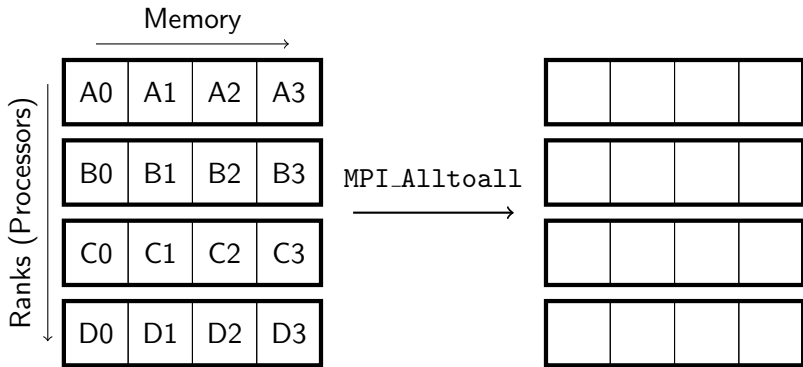 Memory
Ranks (Processors)
A0 A1 A2 A3
B0 B1 B2 B3
MPI_Alltoall
C0 C1 C2 C3
D0 D1 D2 D3